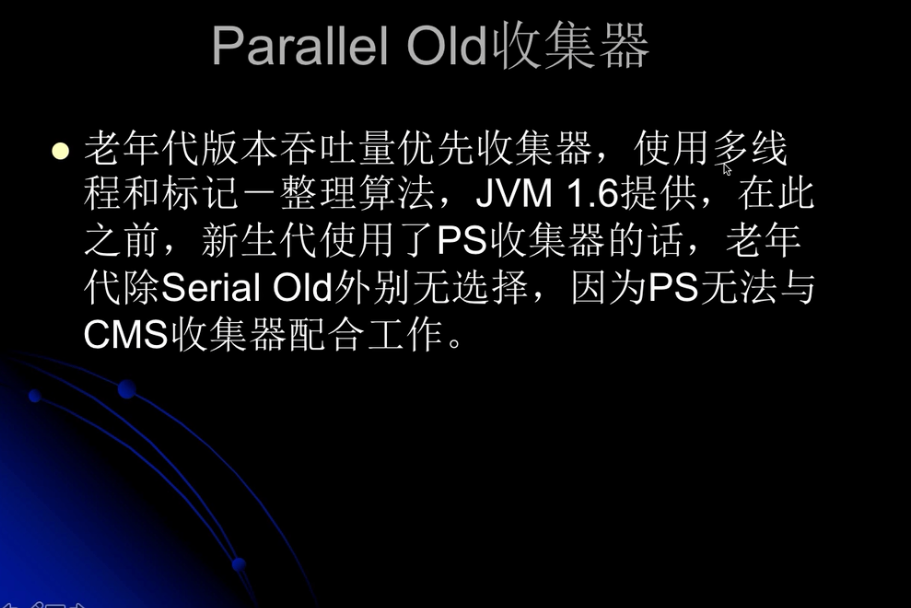 Parallel Old收集器
老年代版本吞吐量优先收集器，使用多线
程和标记－整理算法，JVM 1.6提供，在此
之前，新生代使用了PS收集器的话，老年
代除Serial Old外别无选择，因为PS无法与
CMS收集器配合工作。